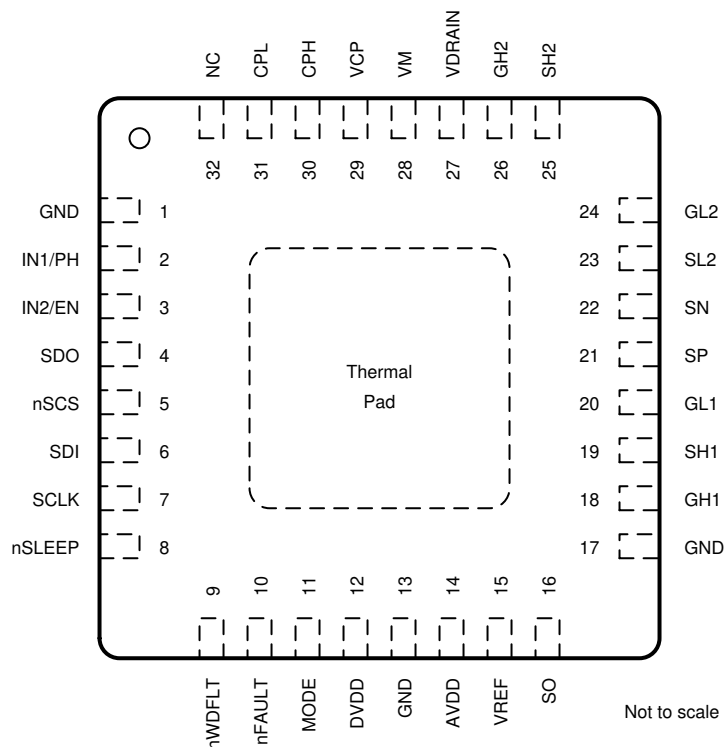 NC CPL CPH VCP VM VDRAIN GH2 SH2
32 31 30 29 28 27 26 25
GND 1 24 GL2
IN1/PH 2 23 SL2
IN2/EN 3 22 SN
SDO 4 21 SP
nSCS 5 20 GL1
SDI 6 19 SH1
SCLK 7 18 GH1
nSLEEP 8 17 GND
Thermal
Pad
9 10 11 12 13 14 15 16
nWDFLT nFAULT MODE DVDD GND AVDD VREF SO
Not to scale